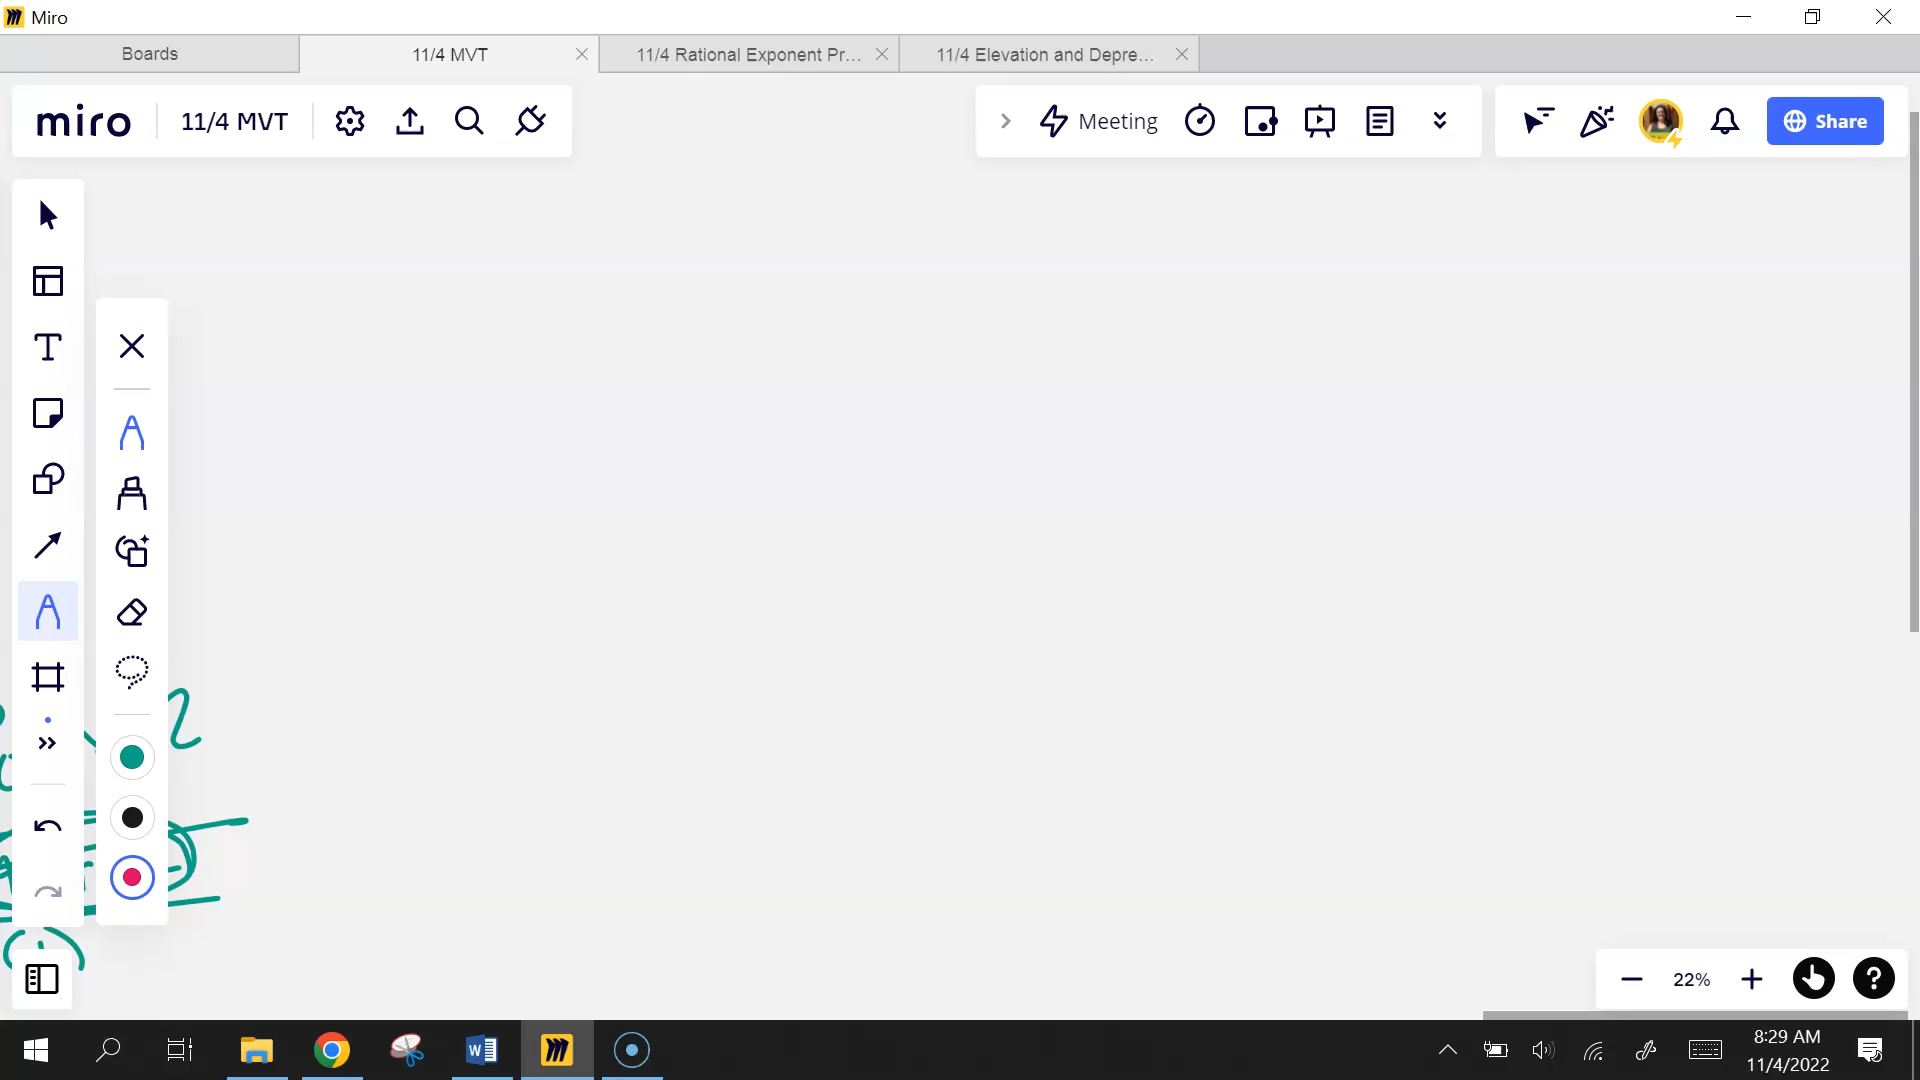 Miro
Boards
11/4 MVT
11/4 Rational Exponent Pr...
11/4 Elevation and Depre...
miro
11/4 MVT
Meeting
Share
2
22%
?
8:29 AM
11/4/2022